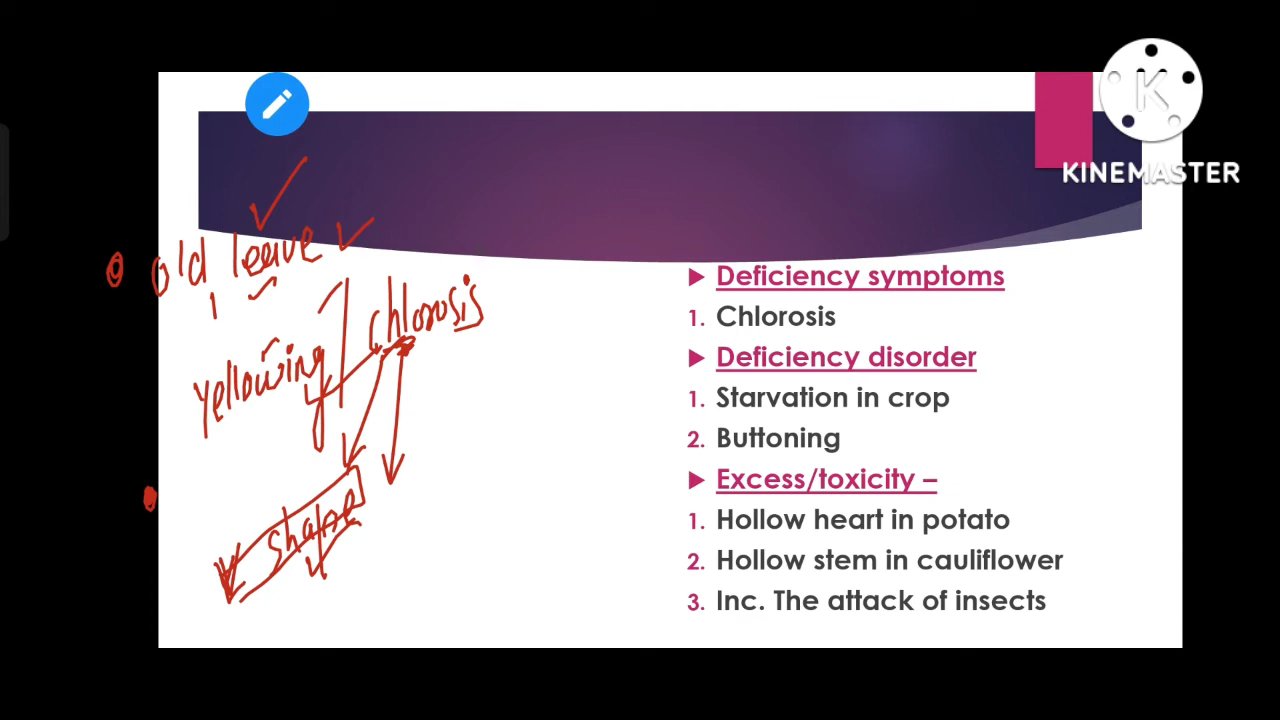 KINEMASTER
old leave
yellowing / chlorosis
shape
Deficiency symptoms
1. Chlorosis
Deficiency disorder
1. Starvation in crop
2. Buttoning
Excess/toxicity –
1. Hollow heart in potato
2. Hollow stem in cauliflower
3. Inc. The attack of insects